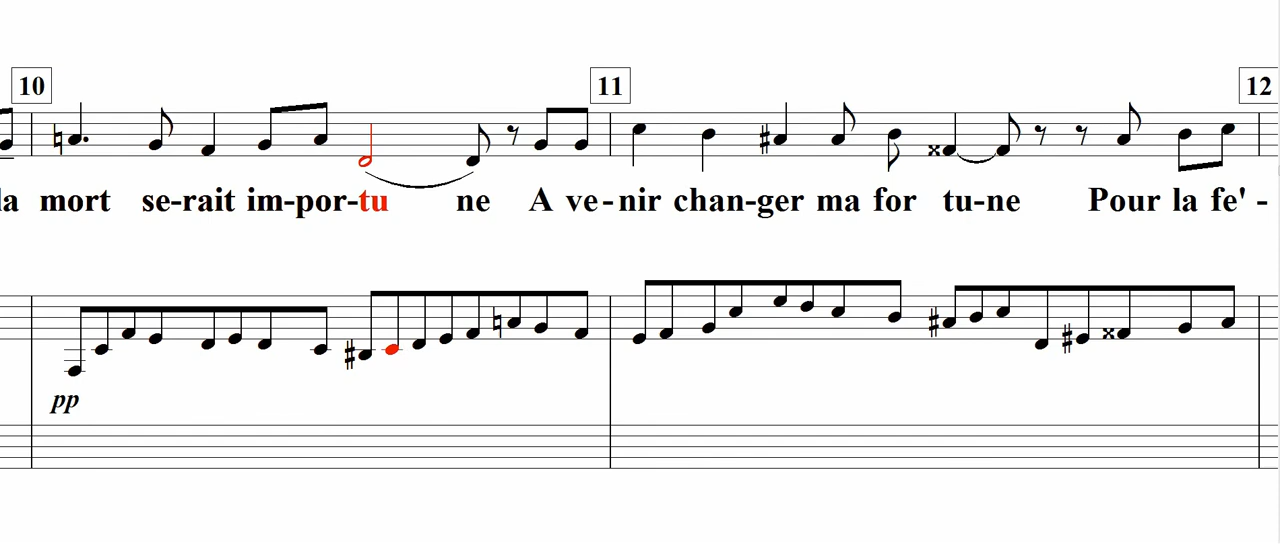 10 11 12
la mort se-rait im-por-tu ne A ve-nir chan-ger ma for tu-ne Pour la fe'-
pp